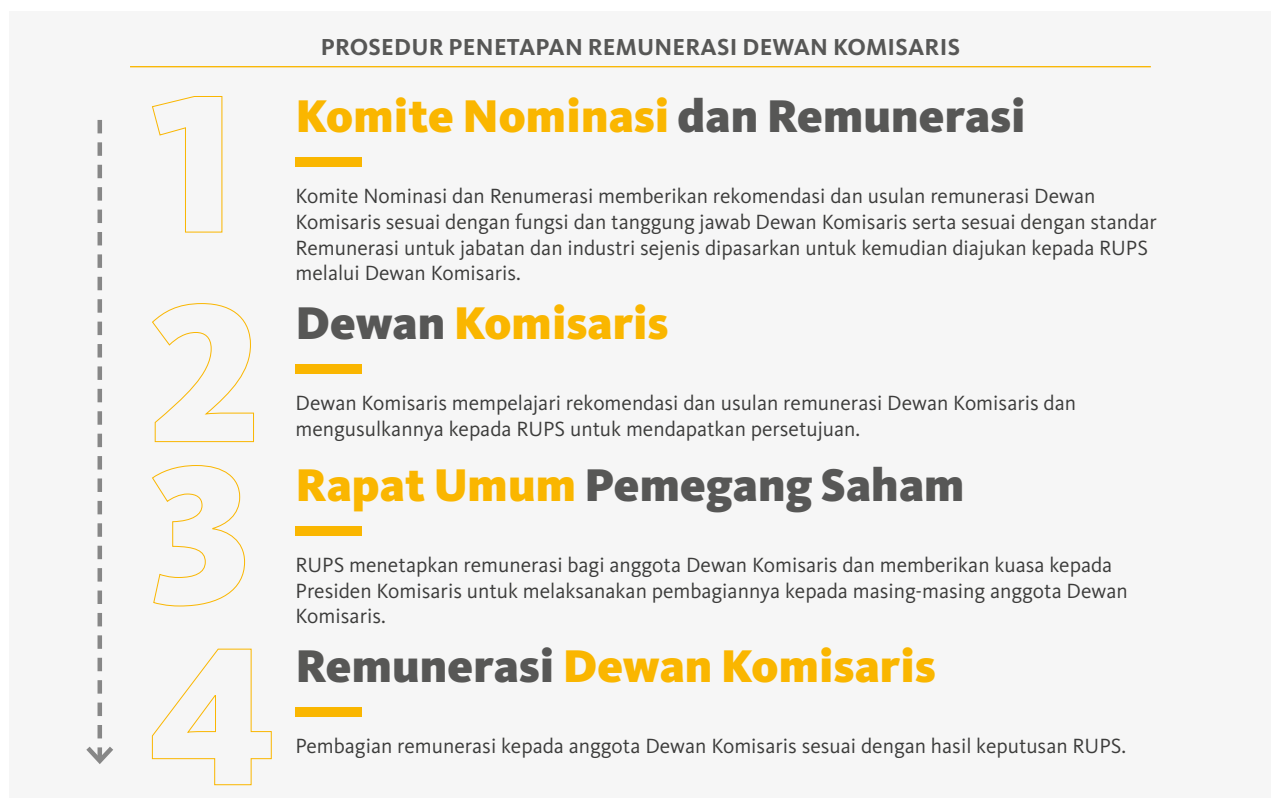 PROSEDUR PENETAPAN REMUNERASI DEWAN KOMISARIS
1
Komite Nominasi dan Remunerasi
Komite Nominasi dan Renumerasi memberikan rekomendasi dan usulan remunerasi Dewan
Komisaris sesuai dengan fungsi dan tanggung jawab Dewan Komisaris serta sesuai dengan standar
Remunerasi untuk jabatan dan industri sejenis dipasarkan untuk kemudian diajukan kepada RUPS
melalui Dewan Komisaris.
2
Dewan Komisaris
Dewan Komisaris mempelajari rekomendasi dan usulan remunerasi Dewan Komisaris dan
mengusulkannya kepada RUPS untuk mendapatkan persetujuan.
3
Rapat Umum Pemegang Saham
RUPS menetapkan remunerasi bagi anggota Dewan Komisaris dan memberikan kuasa kepada
Presiden Komisaris untuk melaksanakan pembagiannya kepada masing-masing anggota Dewan
Komisaris.
4
Remunerasi Dewan Komisaris
Pembagian remunerasi kepada anggota Dewan Komisaris sesuai dengan hasil keputusan RUPS.